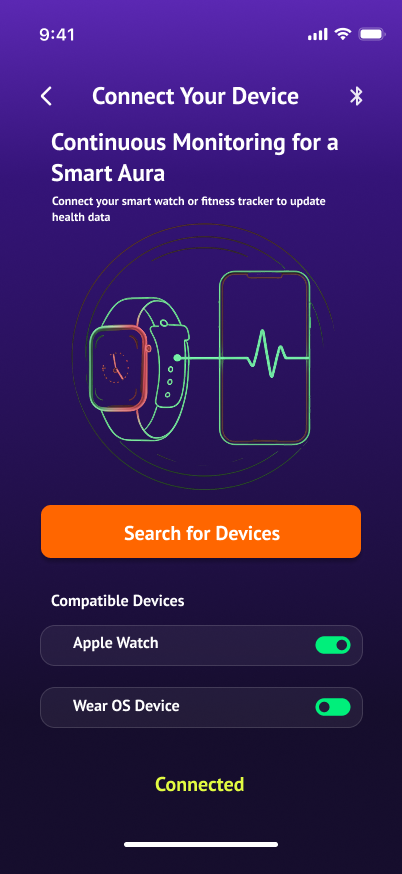 9:41
Connect Your Device
Continuous Monitoring for a
Smart Aura
Connect your smart watch or fitness tracker to update
health data
Search for Devices
Compatible Devices
Apple Watch
Wear OS Device
Connected